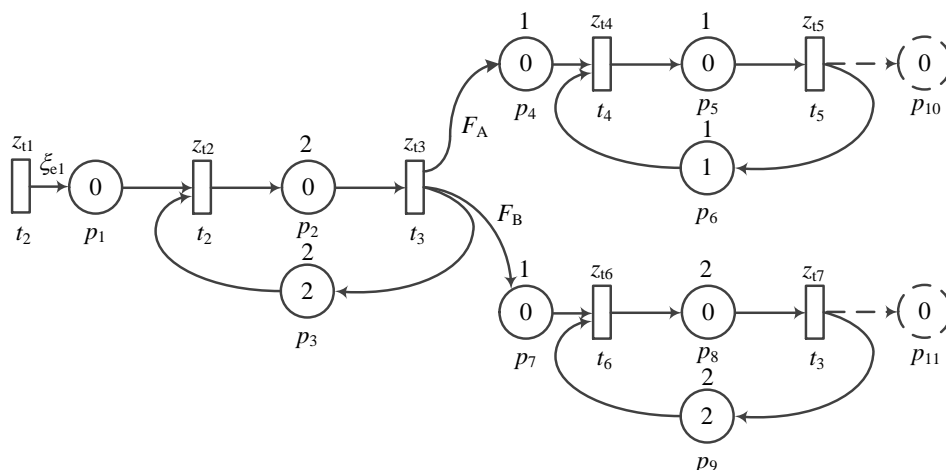 1 z_t4 1 z_t5
0 0 0
p_4 t_4 p_5 t_5 p_10
F_A
1
1
p_6
z_t1 ξ_e1 z_t2 2 z_t3
0 0
t_2 p_1 t_2 p_2 t_3
F_B
2
2
p_3
1 z_t6 2 z_t7
0 0 0
p_7 t_6 p_8 t_3 p_11
2
2
p_9